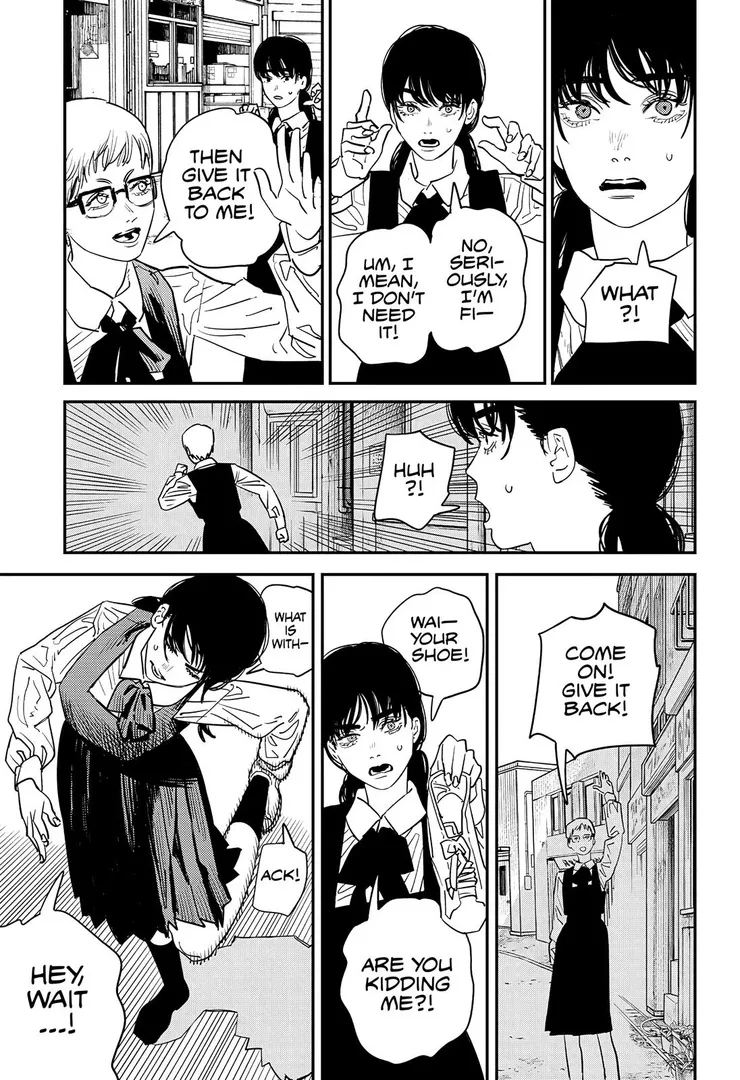 WHAT
?!
NO,
SERI-
OUSLY,
I'M
FI—
UM, I
MEAN,
I DON'T
NEED
IT!
THEN
GIVE IT
BACK
TO ME!
HUH
?!
COME
ON!
GIVE IT
BACK!
WAI—
YOUR
SHOE!
ARE YOU
KIDDING
ME?!
WHAT
IS
WITH—
ACK!
HEY,
WAIT
....!